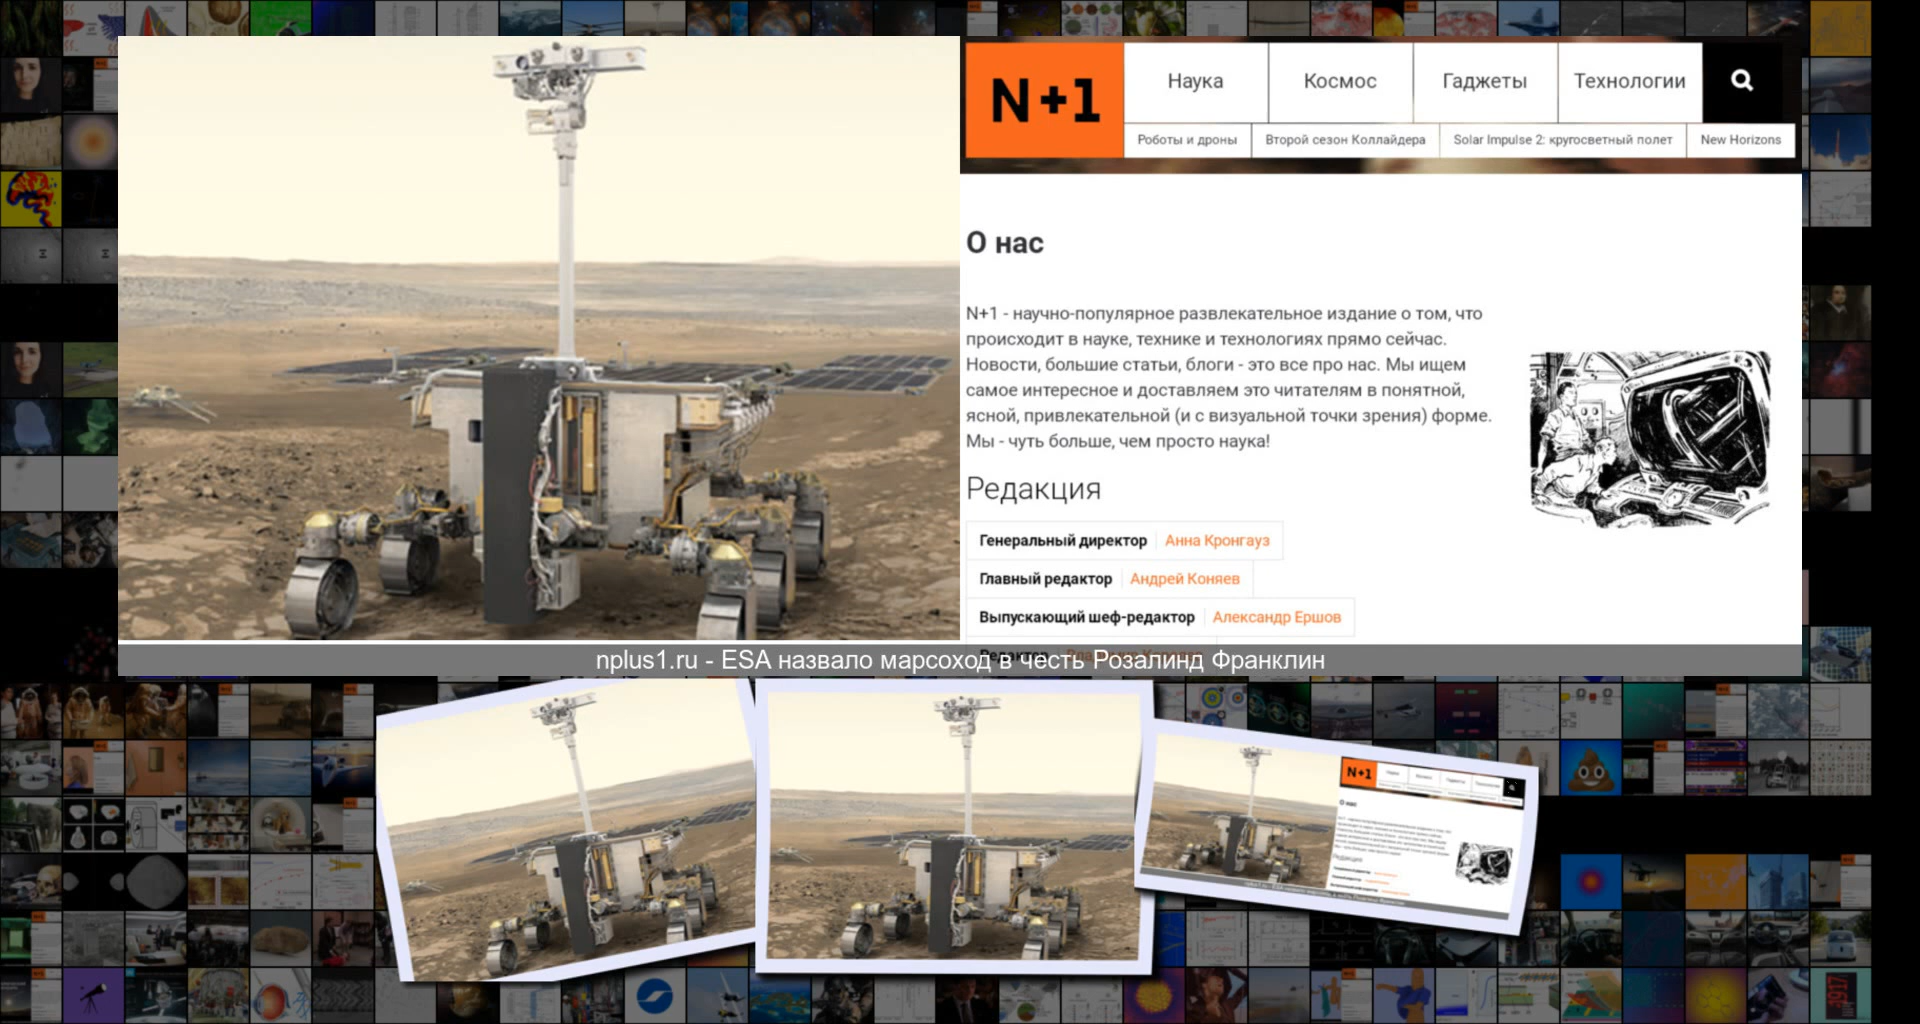 N+1
Наука
Космос
Гаджеты
Технологии
Роботы и дроны
Второй сезон Коллайдера
Solar Impulse 2: кругосветный полет
New Horizons
О нас
N+1 - научно-популярное развлекательное издание о том, что
происходит в науке, технике и технологиях прямо сейчас.
Новости, большие статьи, блоги - это все про нас. Мы ищем
самое интересное и доставляем это читателям в понятной,
ясной, привлекательной (и с визуальной точки зрения) форме.
Мы - чуть больше, чем просто наука!
Редакция
Генеральный директор Анна Кронгауз
Главный редактор Андрей Коняев
Выпускающий шеф-редактор Александр Ершов
Редактор
nplus1.ru - ESA назвало марсоход в честь Розалинд Франклин
N+1
О нас
Редакция